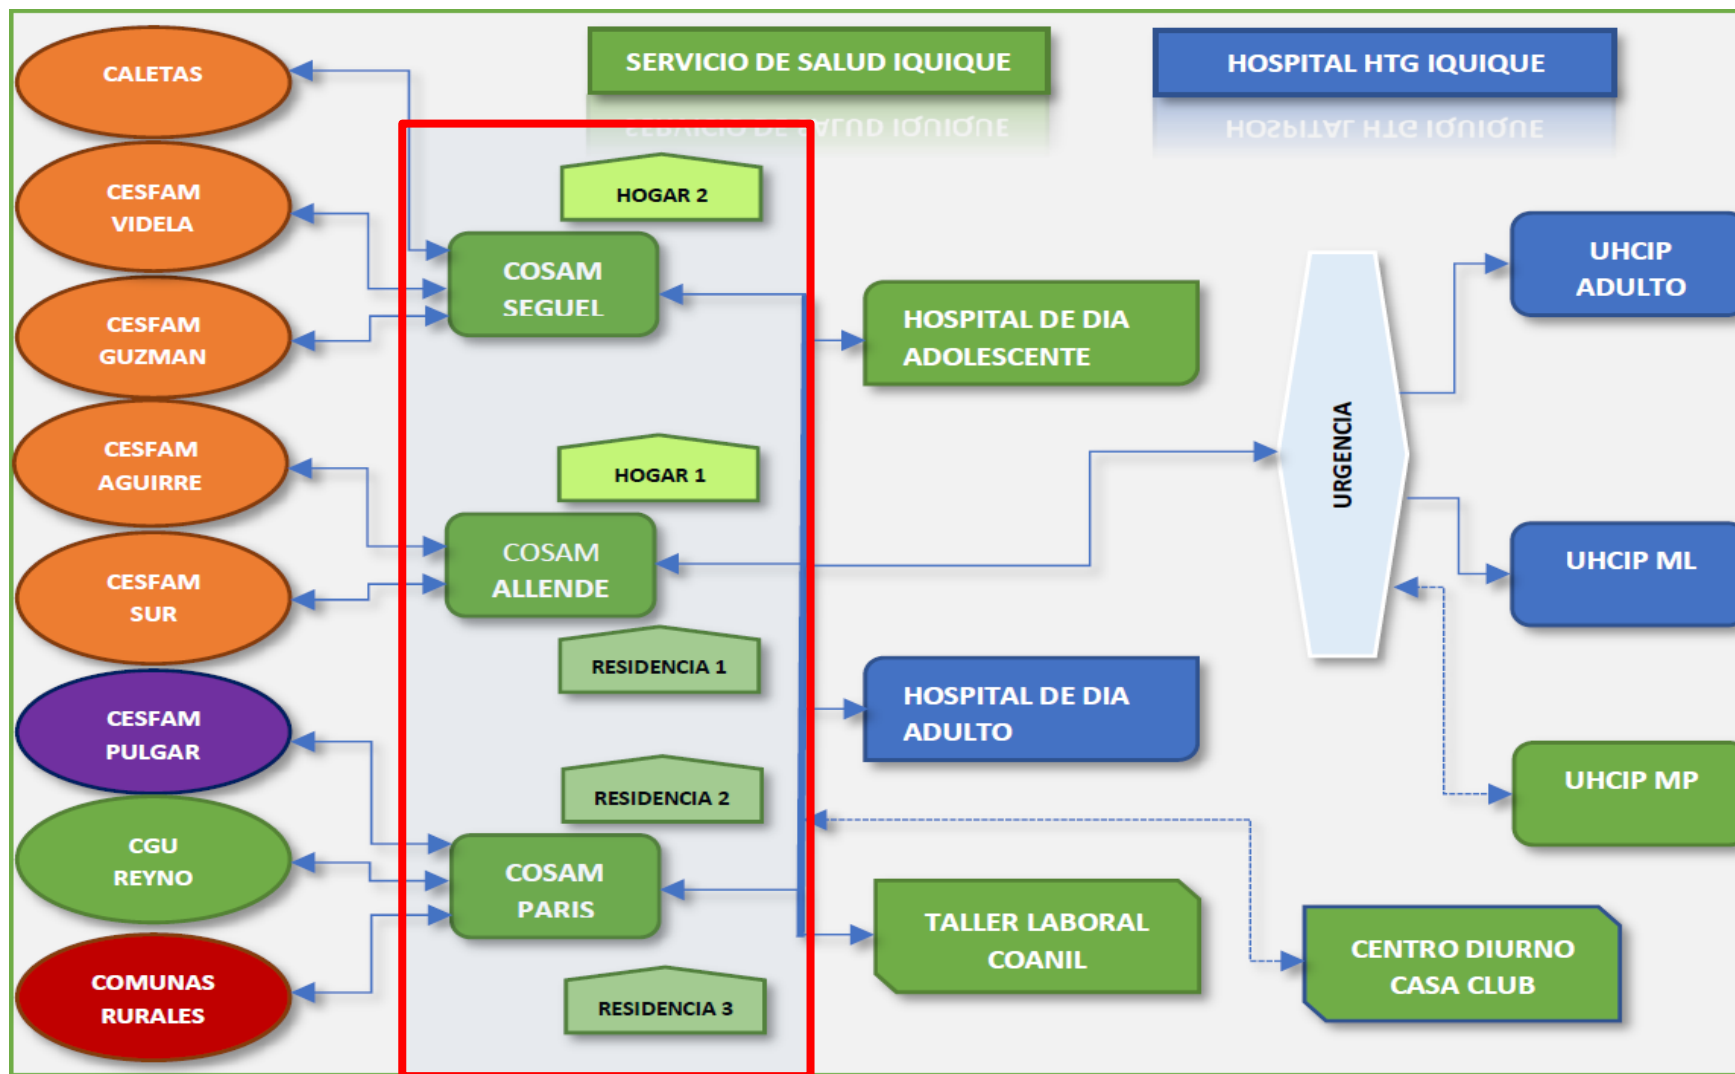 SERVICIO DE SALUD IQUIQUE
HOSPITAL HTG IQUIQUE
CALETAS
CESFAM
VIDELA
CESFAM
GUZMAN
CESFAM
AGUIRRE
CESFAM
SUR
CESFAM
PULGAR
CGU
REYNO
COMUNAS
RURALES
HOGAR 2
COSAM
SEGUEL
HOGAR 1
COSAM
ALLENDE
RESIDENCIA 1
RESIDENCIA 2
COSAM
PARIS
RESIDENCIA 3
HOSPITAL DE DIA
ADOLESCENTE
HOSPITAL DE DIA
ADULTO
TALLER LABORAL
COANIL
CENTRO DIURNO
CASA CLUB
URGENCIA
UHCIP
ADULTO
UHCIP ML
UHCIP MP